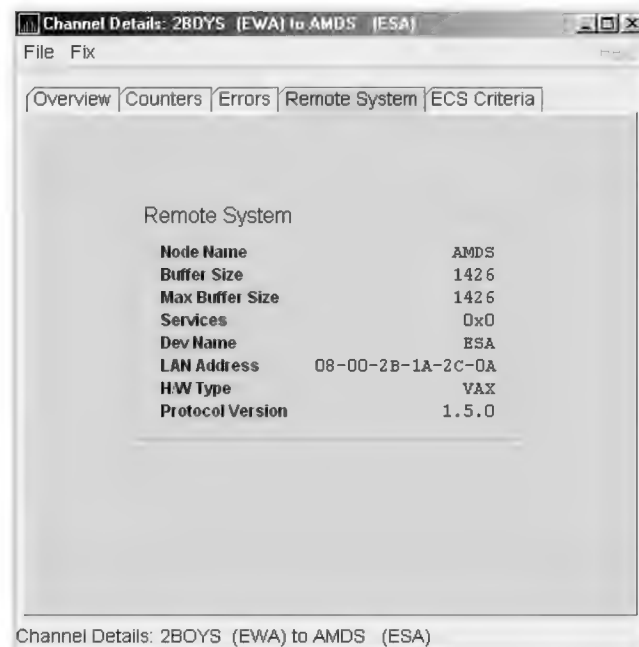 Channel Details: 2BOYS (EWA) to AMDS (ESA)
File Fix
Overview Counters Errors Remote System ECS Criteria
Remote System
Node Name AMDS
Buffer Size 1426
Max Buffer Size 1426
Services 0x0
Dev Name ESA
LAN Address 08-00-2B-1A-2C-0A
H/W Type VAX
Protocol Version 1.5.0
Channel Details: 2BOYS (EWA) to AMDS (ESA)